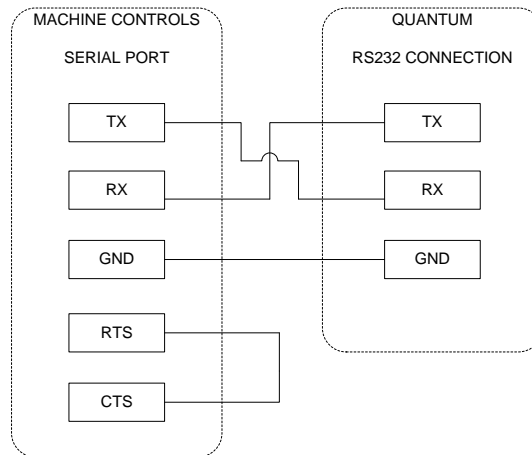 MACHINE CONTROLS
SERIAL PORT
TX
RX
GND
RTS
CTS
QUANTUM
RS232 CONNECTION
TX
RX
GND